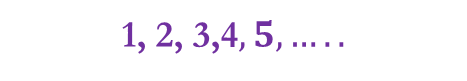 1, 2, 3,4, 5, ... . .